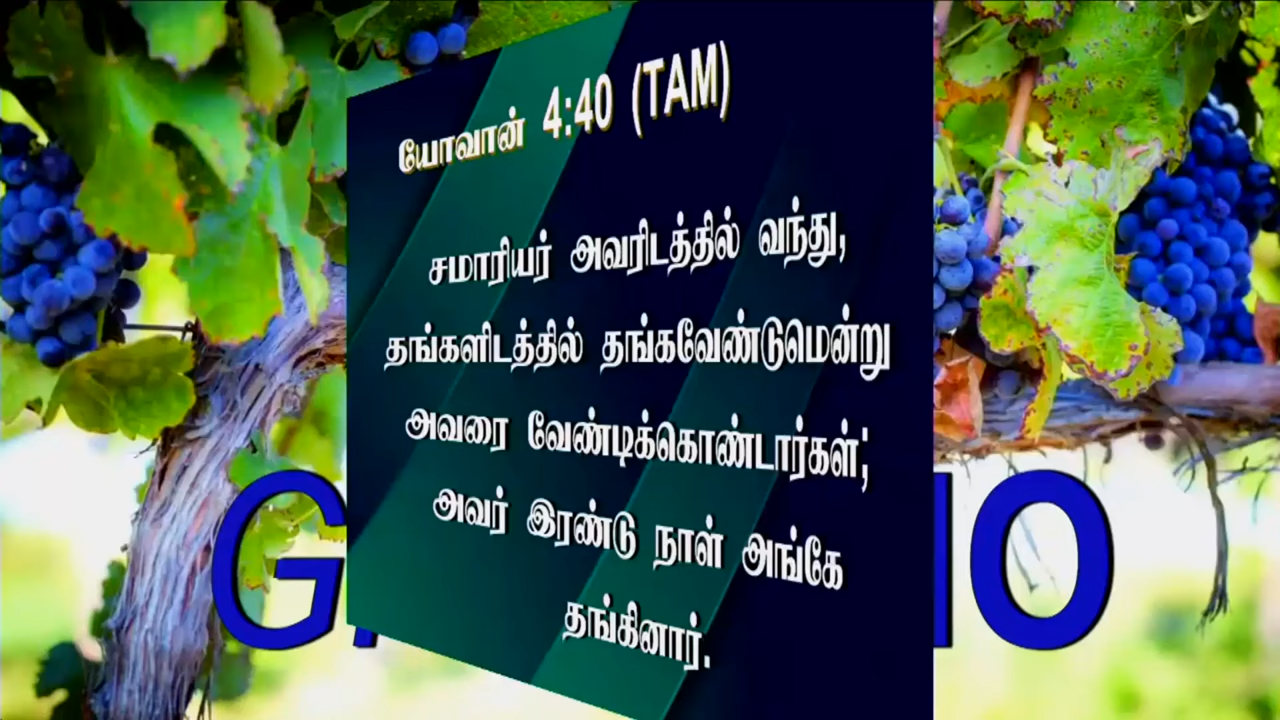 யோவான் 4:40 (TAM)
சமாரியர் அவரிடத்தில் வந்து,
தங்களிடத்தில் தங்கவேண்டுமென்று
அவரை வேண்டிக்கொண்டார்கள்;
அவர் இரண்டு நாள் அங்கே
தங்கினார்.